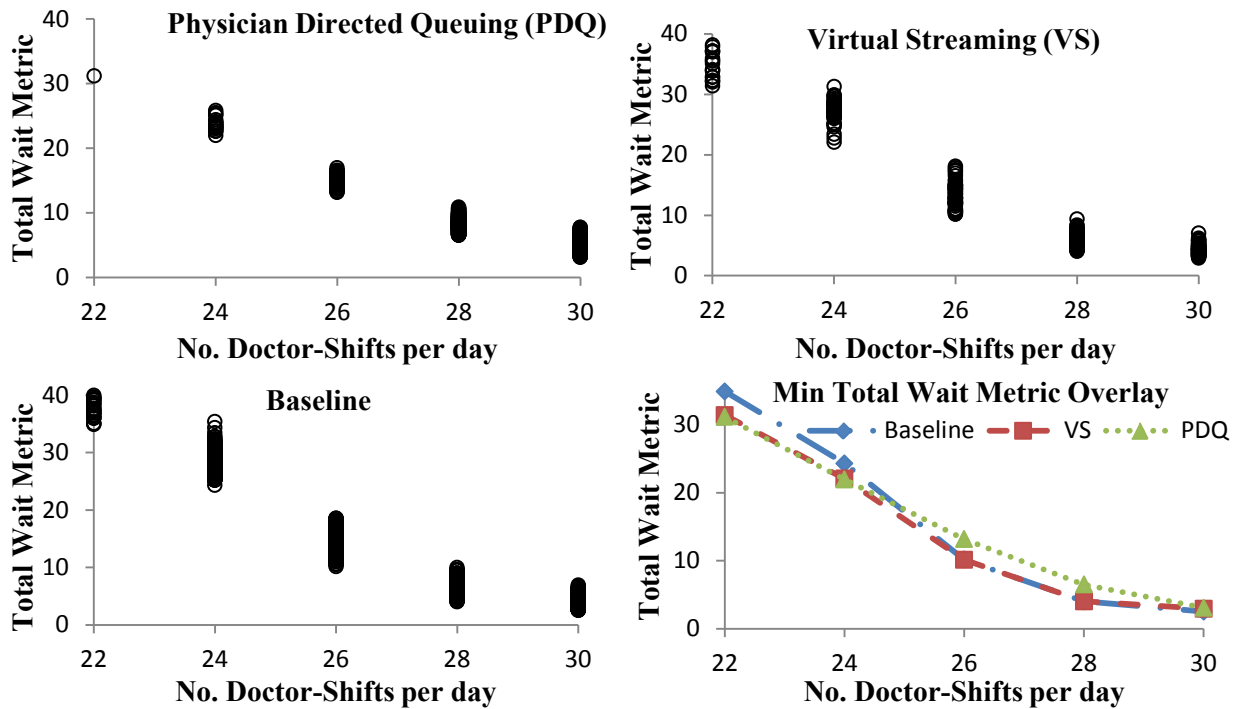 Physician Directed Queuing (PDQ)
Total Wait Metric
40
30
20
10
0
22 24 26 28 30
No. Doctor-Shifts per day
Virtual Streaming (VS)
Total Wait Metric
40
30
20
10
0
22 24 26 28 30
No. Doctor-Shifts per day
Baseline
Total Wait Metric
40
30
20
10
0
22 24 26 28 30
No. Doctor-Shifts per day
Min Total Wait Metric Overlay
Baseline VS PDQ
Total Wait Metric
30
20
10
0
22 24 26 28 30
No. Doctor-Shifts per day